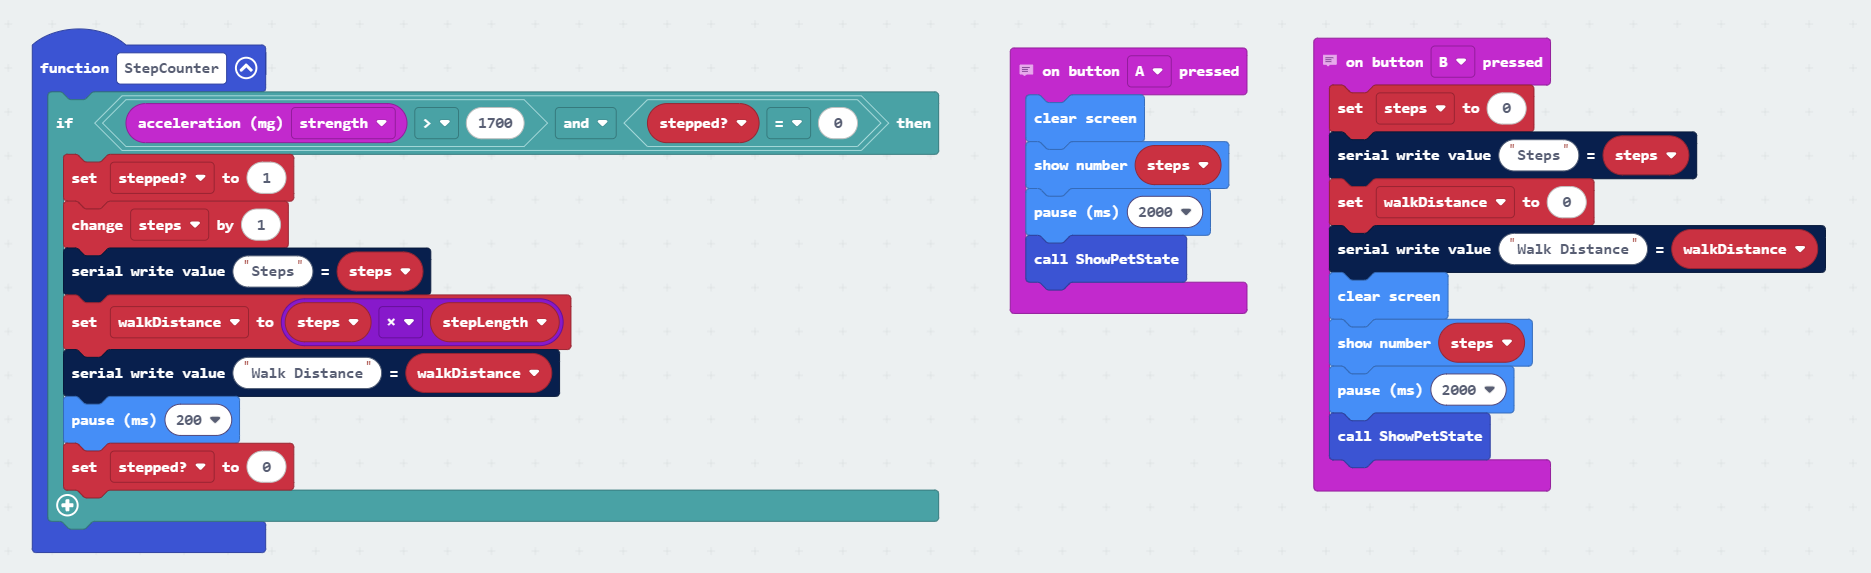 function StepCounter
if acceleration (mg) strength > 1700 and stepped? = 0 then
set stepped? to 1
change steps by 1
serial write value "Steps" = steps
set walkDistance to steps × stepLength
serial write value "Walk Distance" = walkDistance
pause (ms) 200
set stepped? to 0
on button A pressed
clear screen
show number steps
pause (ms) 2000
call ShowPetState
on button B pressed
set steps to 0
serial write value "Steps" = steps
set walkDistance to 0
serial write value "Walk Distance" = walkDistance
clear screen
show number steps
pause (ms) 2000
call ShowPetState